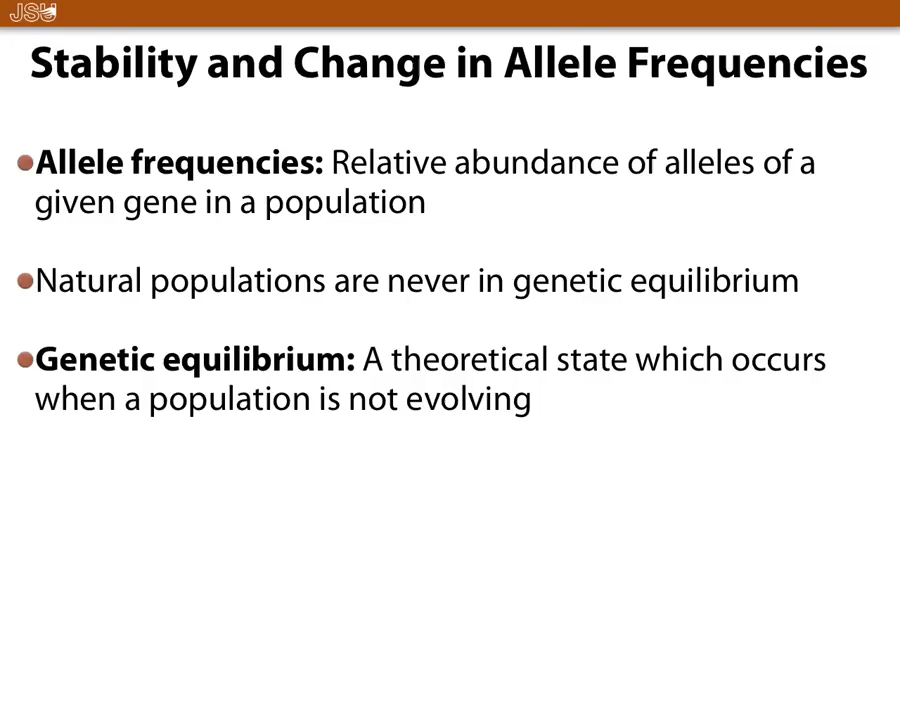 JSU
Stability and Change in Allele Frequencies
Allele frequencies: Relative abundance of alleles of a
given gene in a population
Natural populations are never in genetic equilibrium
Genetic equilibrium: A theoretical state which occurs
when a population is not evolving